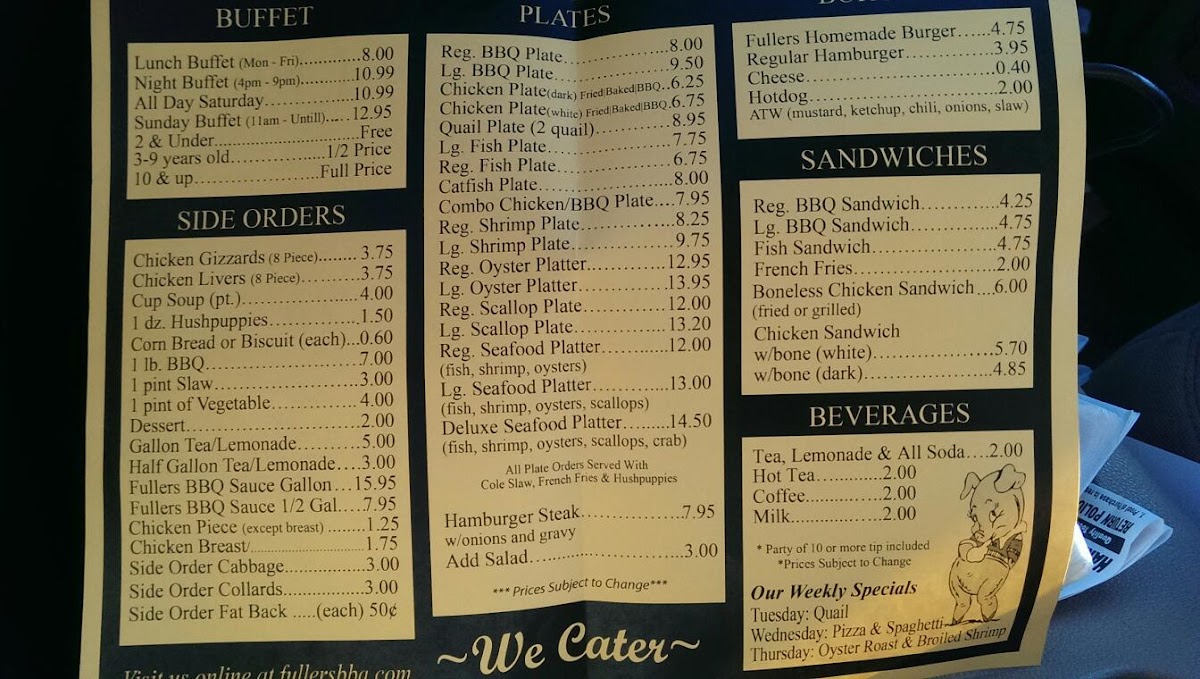 BUFFET
Lunch Buffet (Mon - Fri)............8.00
Night Buffet (4pm - 9pm)..........10.99
All Day Saturday..................10.99
Sunday Buffet (11am - Untill).....12.95
2 & Under.........................Free
3-9 years old................1/2 Price
10 & up.....................Full Price
SIDE ORDERS
Chicken Gizzards (8 Piece)........ 3.75
Chicken Livers (8 Piece)..........3.75
Cup Soup (pt.)....................4.00
1 dz. Hushpuppies.................1.50
Corn Bread or Biscuit (each)...0.60
1 lb. BBQ.........................7.00
1 pint Slaw.......................3.00
1 pint of Vegetable...............4.00
Dessert...........................2.00
Gallon Tea/Lemonade...............5.00
Half Gallon Tea/Lemonade....3.00
Fullers BBQ Sauce Gallon...15.95
Fullers BBQ Sauce 1/2 Gal....7.95
Chicken Piece (except breast) ........1.25
Chicken Breast/...................1.75
Side Order Cabbage................3.00
Side Order Collards...............3.00
Side Order Fat Back .....(each) 50¢
Visit us online at fullersbbq.com
PLATES
Reg. BBQ Plate....................8.00
Lg. BBQ Plate.....................9.50
Chicken Plate(dark) Fried|Baked|BBQ..6.25
Chicken Plate(white) Fried|Baked|BBQ.6.75
Quail Plate (2 quail).............8.95
Lg. Fish Plate....................7.75
Reg. Fish Plate...................6.75
Catfish Plate.....................8.00
Combo Chicken/BBQ Plate....7.95
Reg. Shrimp Plate.................8.25
Lg. Shrimp Plate..................9.75
Reg. Oyster Platter..............12.95
Lg. Oyster Platter...............13.95
Reg. Scallop Plate...............12.00
Lg. Scallop Plate................13.20
Reg. Seafood Platter.............12.00
(fish, shrimp, oysters)
Lg. Seafood Platter..............13.00
(fish, shrimp, oysters, scallops)
Deluxe Seafood Platter...........14.50
(fish, shrimp, oysters, scallops, crab)
All Plate Orders Served With
Cole Slaw, French Fries & Hushpuppies
Hamburger Steak...................7.95
w/onions and gravy
Add Salad.........................3.00
*** Prices Subject to Change***
~We Cater~
Fullers Homemade Burger......4.75
Regular Hamburger.................3.95
Cheese............................0.40
Hotdog............................2.00
ATW (mustard, ketchup, chili, onions, slaw)
SANDWICHES
Reg. BBQ Sandwich............4.25
Lg. BBQ Sandwich.............4.75
Fish Sandwich................4.75
French Fries.................2.00
Boneless Chicken Sandwich ....6.00
(fried or grilled)
Chicken Sandwich
w/bone (white)...............5.70
w/bone (dark)................4.85
BEVERAGES
Tea, Lemonade & All Soda....2.00
Hot Tea............2.00
Coffee.............2.00
Milk...............2.00
* Party of 10 or more tip included
*Prices Subject to Change
Our Weekly Specials
Tuesday: Quail
Wednesday: Pizza & Spaghetti
Thursday: Oyster Roast & Broiled Shrimp
RETURN